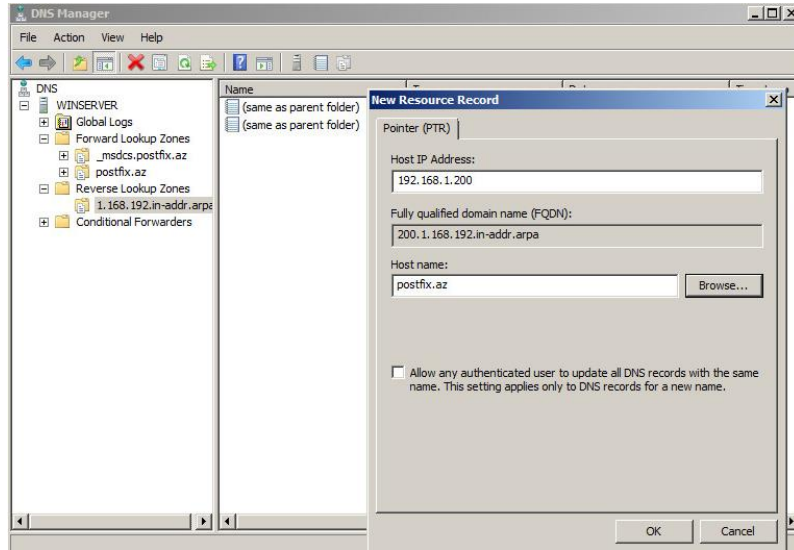 DNS Manager
File Action View Help
DNS
WINSERVER
Global Logs
Forward Lookup Zones
_msdcs.postfix.az
postfix.az
Reverse Lookup Zones
1.168.192.in-addr.arpa
Conditional Forwarders
Name
(same as parent folder)
(same as parent folder)
New Resource Record
Pointer (PTR)
Host IP Address:
192.168.1.200
Fully qualified domain name (FQDN):
200.1.168.192.in-addr.arpa
Host name:
postfix.az
Browse...
Allow any authenticated user to update all DNS records with the same
name. This setting applies only to DNS records for a new name.
OK Cancel